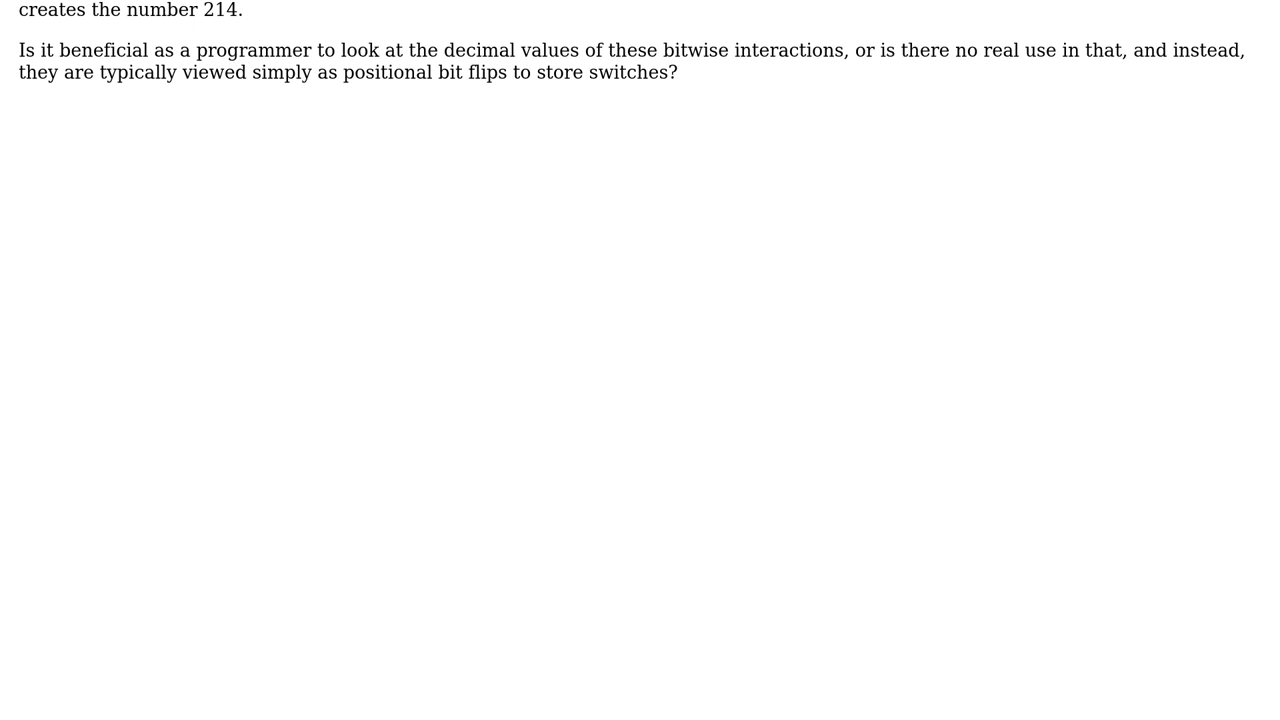 creates the number 214.
Is it beneficial as a programmer to look at the decimal values of these bitwise interactions, or is there no real use in that, and instead,
they are typically viewed simply as positional bit flips to store switches?